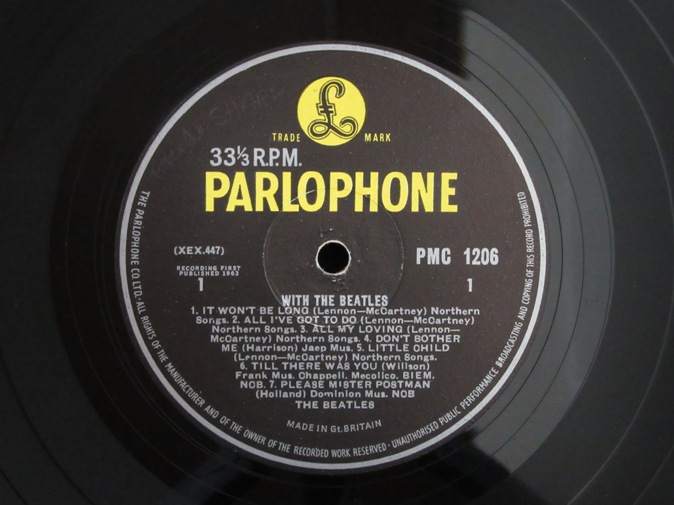 £
TRADE MARK
33⅓ R.P.M.
PARLOPHONE
(XEX.447)
PMC 1206
RECORDING FIRST
PUBLISHED 1963
1
1
WITH THE BEATLES
1. IT WON'T BE LONG (Lennon—McCartney) Northern
Songs. 2. ALL I'VE GOT TO DO (Lennon—McCartney)
Northern Songs. 3. ALL MY LOVING (Lennon—
McCartney) Northern Songs. 4. DON'T BOTHER
ME (Harrison) Jaep Mus. 5. LITTLE CHILD
(Lennon—McCartney) Northern Songs.
6. TILL THERE WAS YOU (Willson)
Frank Mus. Chappell. Mecolico. BIEM.
NCB. 7. PLEASE MISTER POSTMAN
(Holland) Dominion Mus. NCB
THE BEATLES
MADE IN Gt. BRITAIN
THE PARLOPHONE CO LTD · ALL RIGHTS OF THE MANUFACTURER AND OF THE OWNER OF THE RECORDED WORK RESERVED · UNAUTHORISED PUBLIC PERFORMANCE BROADCASTING AND COPYING OF THIS RECORD PROHIBITED